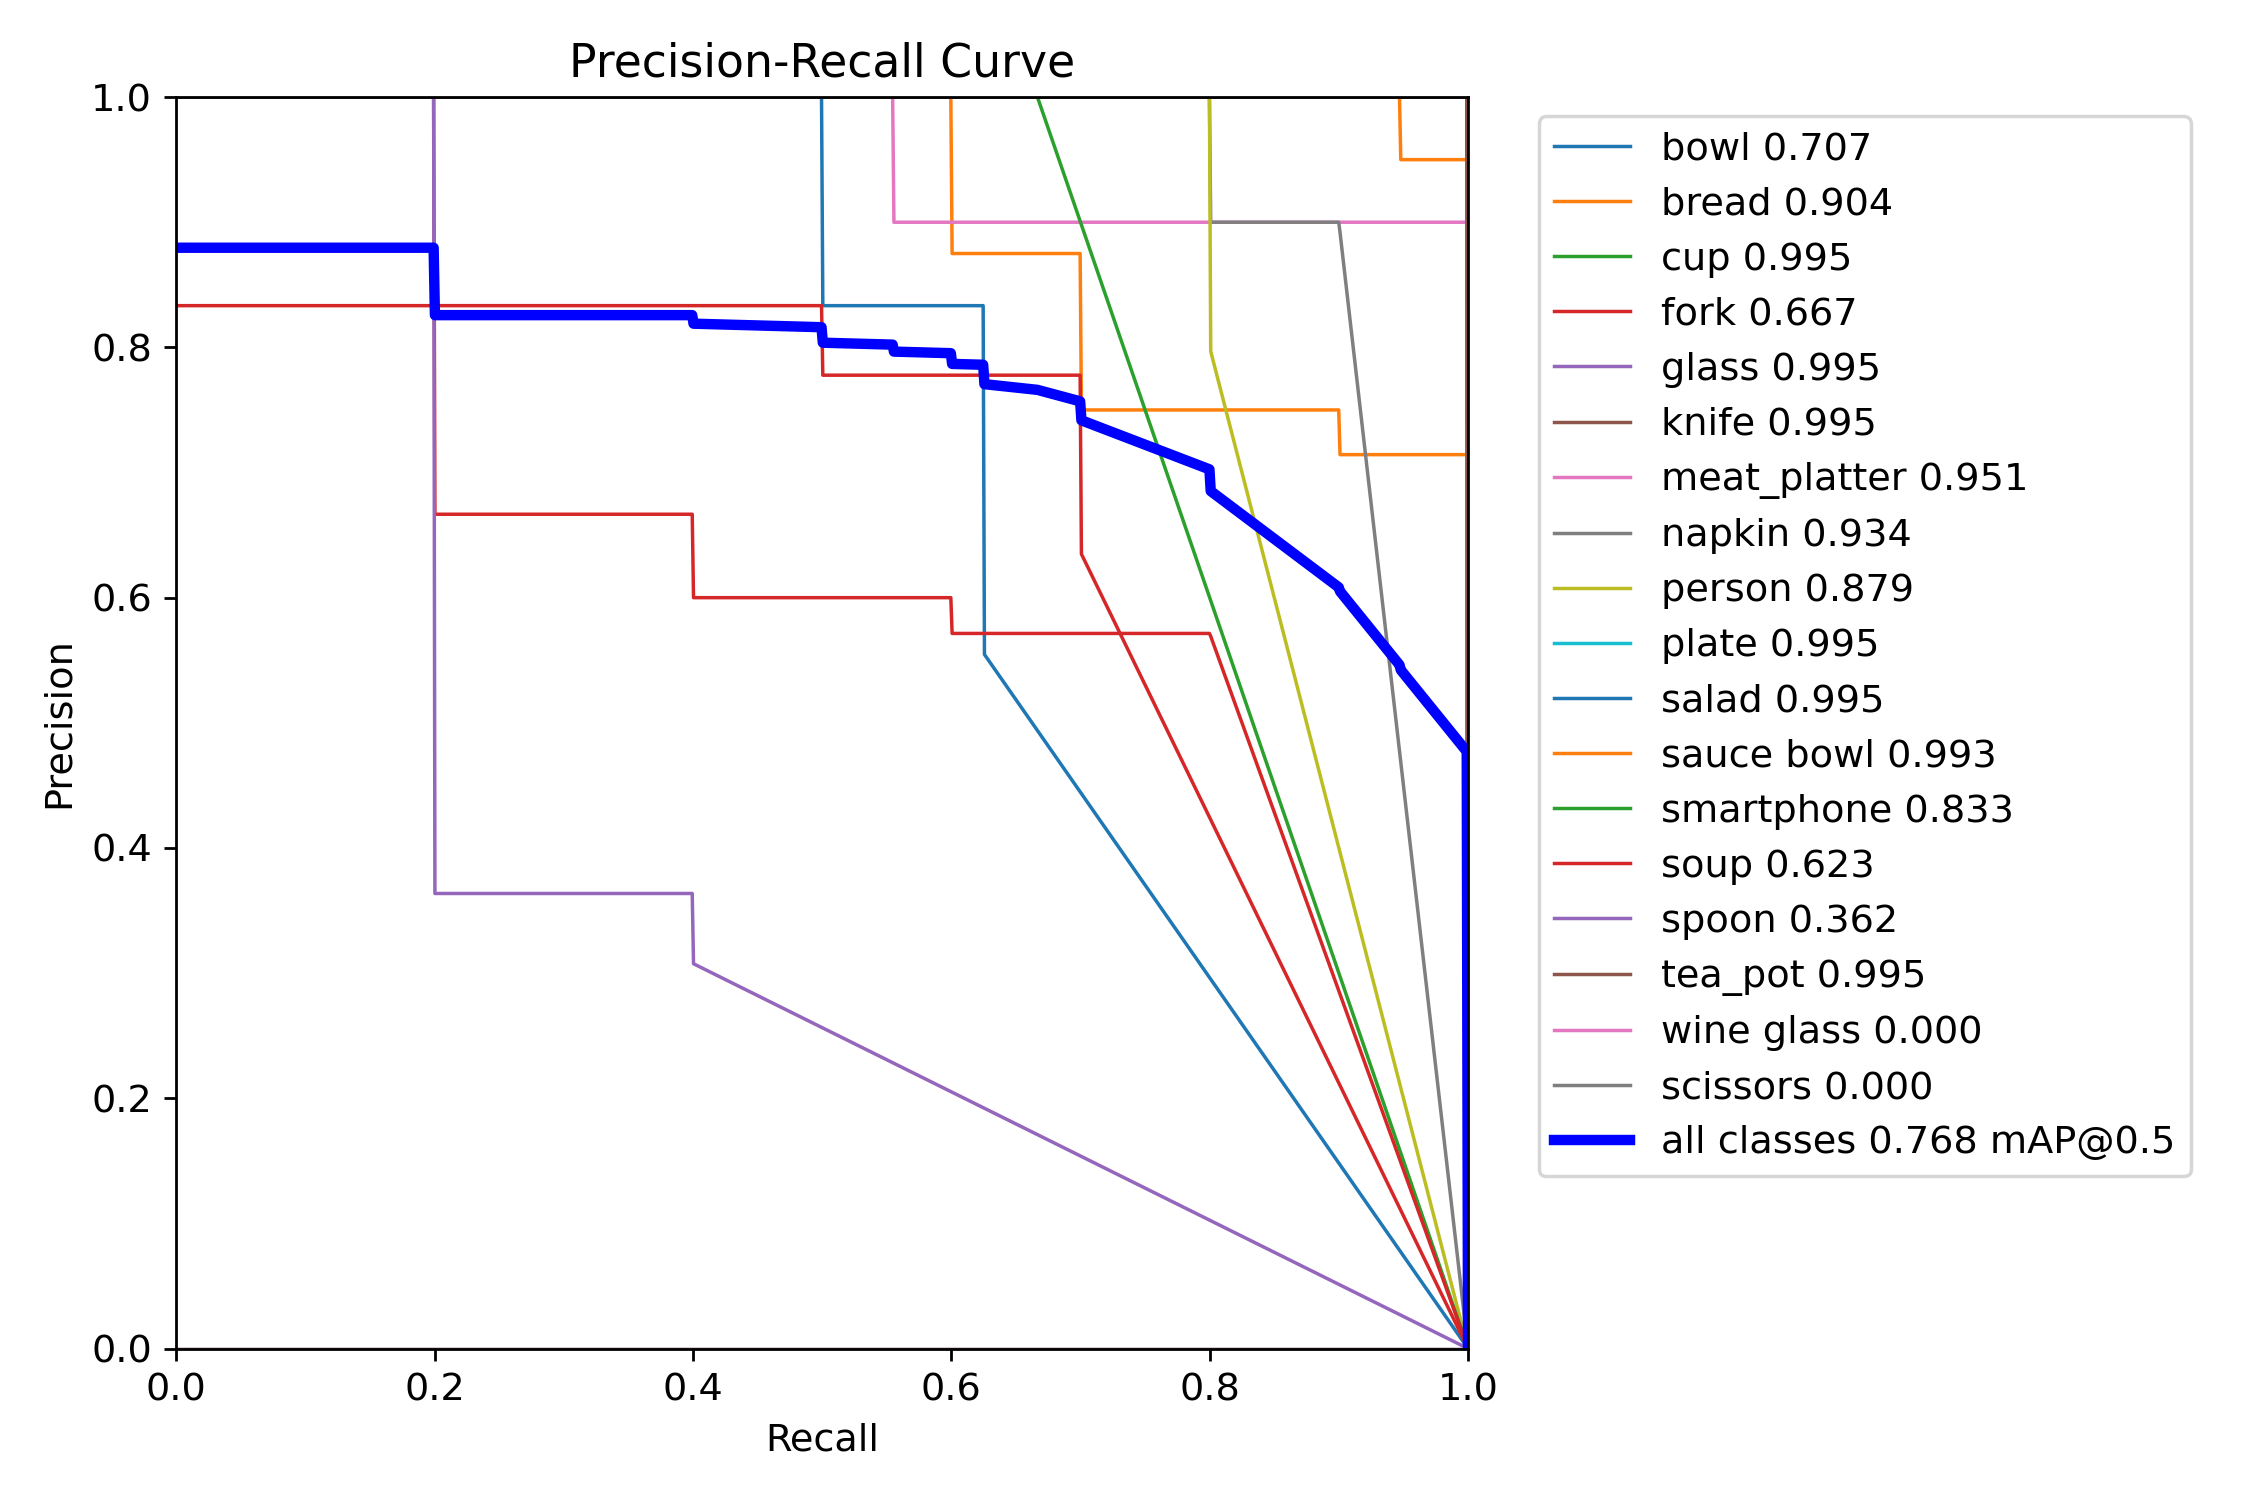 Precision-Recall Curve
1.0
0.8
0.6
0.4
0.2
0.0
Precision
0.0 0.2 0.4 0.6 0.8 1.0
Recall
bowl 0.707
bread 0.904
cup 0.995
fork 0.667
glass 0.995
knife 0.995
meat_platter 0.951
napkin 0.934
person 0.879
plate 0.995
salad 0.995
sauce bowl 0.993
smartphone 0.833
soup 0.623
spoon 0.362
tea_pot 0.995
wine glass 0.000
scissors 0.000
all classes 0.768 mAP@0.5